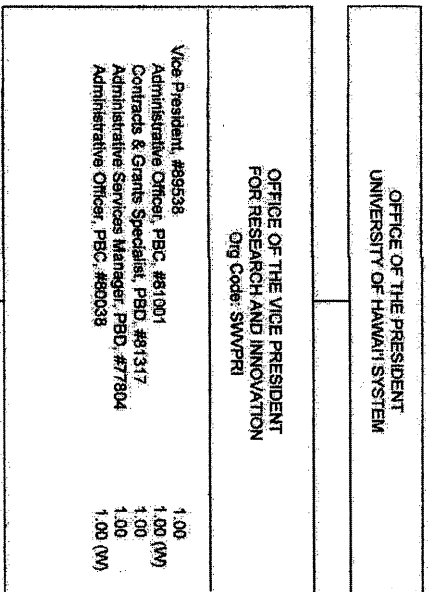 OFFICE OF THE PRESIDENT
UNIVERSITY OF HAWAI'I SYSTEM
OFFICE OF THE VICE PRESIDENT
FOR RESEARCH AND INNOVATION
Org Code: SWVPRI
Vice President, #89538 1.00
Administrative Officer, PBC, #81001 1.00 (W)
Contracts & Grants Specialist, PBD, #81317 1.00
Administrative Services Manager, PBD, #77804 1.00
Administrative Officer, PBC, #80038 1.00 (W)